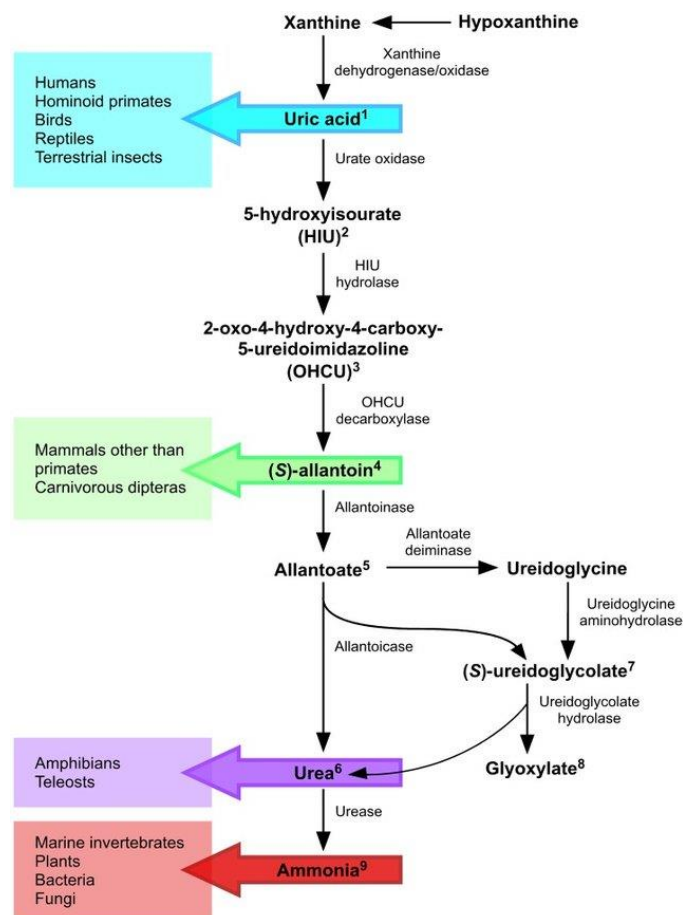 Xanthine
Hypoxanthine
Xanthine
dehydrogenase/oxidase
Humans
Hominoid primates
Birds
Reptiles
Terrestrial insects
Uric acid¹
Urate oxidase
5-hydroxyisourate
(HIU)²
HIU
hydrolase
2-oxo-4-hydroxy-4-carboxy-
5-ureidoimidazoline
(OHCU)³
OHCU
decarboxylase
Mammals other than
primates
Carnivorous dipteras
(S)-allantoin⁴
Allantoinase
Allantoate⁵
Allantoate
deiminase
Ureidoglycine
Ureidoglycine
aminohydrolase
Allantoicase
(S)-ureidoglycolate⁷
Ureidoglycolate
hydrolase
Glyoxylate⁸
Amphibians
Teleosts
Urea⁶
Urease
Marine invertebrates
Plants
Bacteria
Fungi
Ammonia⁹